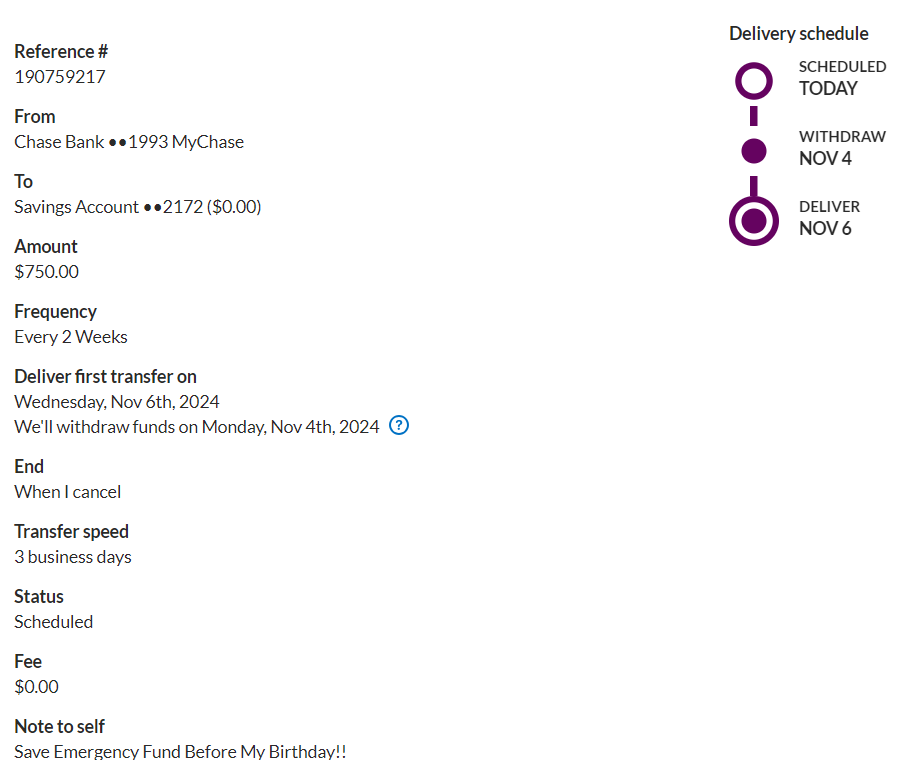 Reference #
190759217
From
Chase Bank ••1993 MyChase
To
Savings Account ••2172 ($0.00)
Amount
$750.00
Frequency
Every 2 Weeks
Deliver first transfer on
Wednesday, Nov 6th, 2024
We'll withdraw funds on Monday, Nov 4th, 2024 ?
End
When I cancel
Transfer speed
3 business days
Status
Scheduled
Fee
$0.00
Note to self
Save Emergency Fund Before My Birthday!!
Delivery schedule
SCHEDULED
TODAY
WITHDRAW
NOV 4
DELIVER
NOV 6